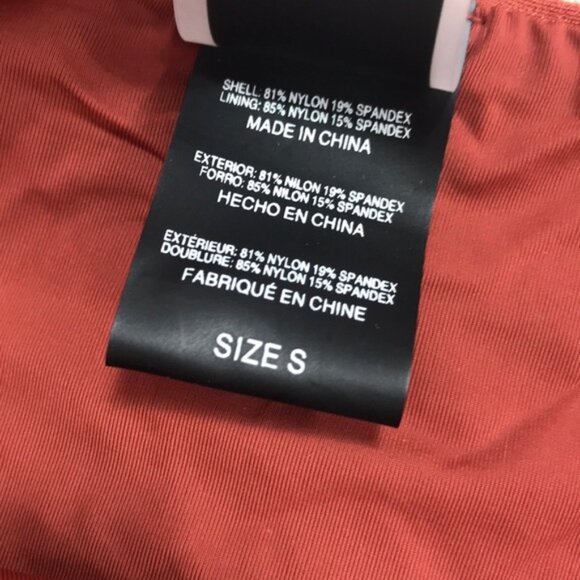 SHELL: 81% NYLON 19% SPANDEX
LINING: 85% NYLON 15% SPANDEX
MADE IN CHINA
EXTERIOR: 81% NILON 19% SPANDEX
FORRO: 85% NILON 15% SPANDEX
HECHO EN CHINA
EXTÉRIEUR: 81% NYLON 19% SPANDEX
DOUBLURE: 85% NYLON 15% SPANDEX
FABRIQUÉ EN CHINE
SIZE S